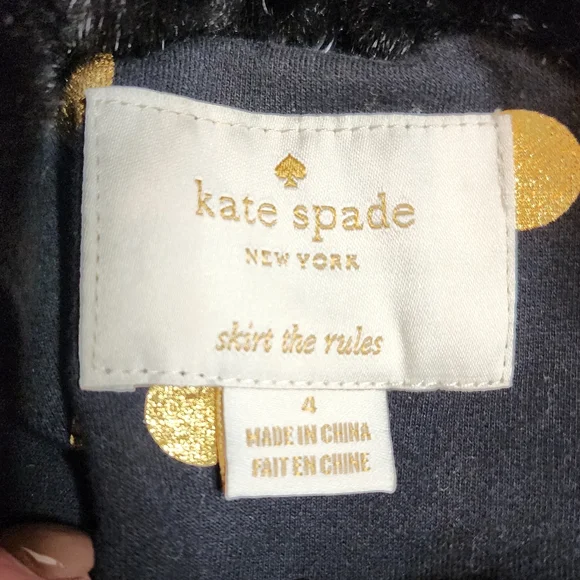 kate spade
NEW YORK
skirt the rules
4
MADE IN CHINA
FAIT EN CHINE